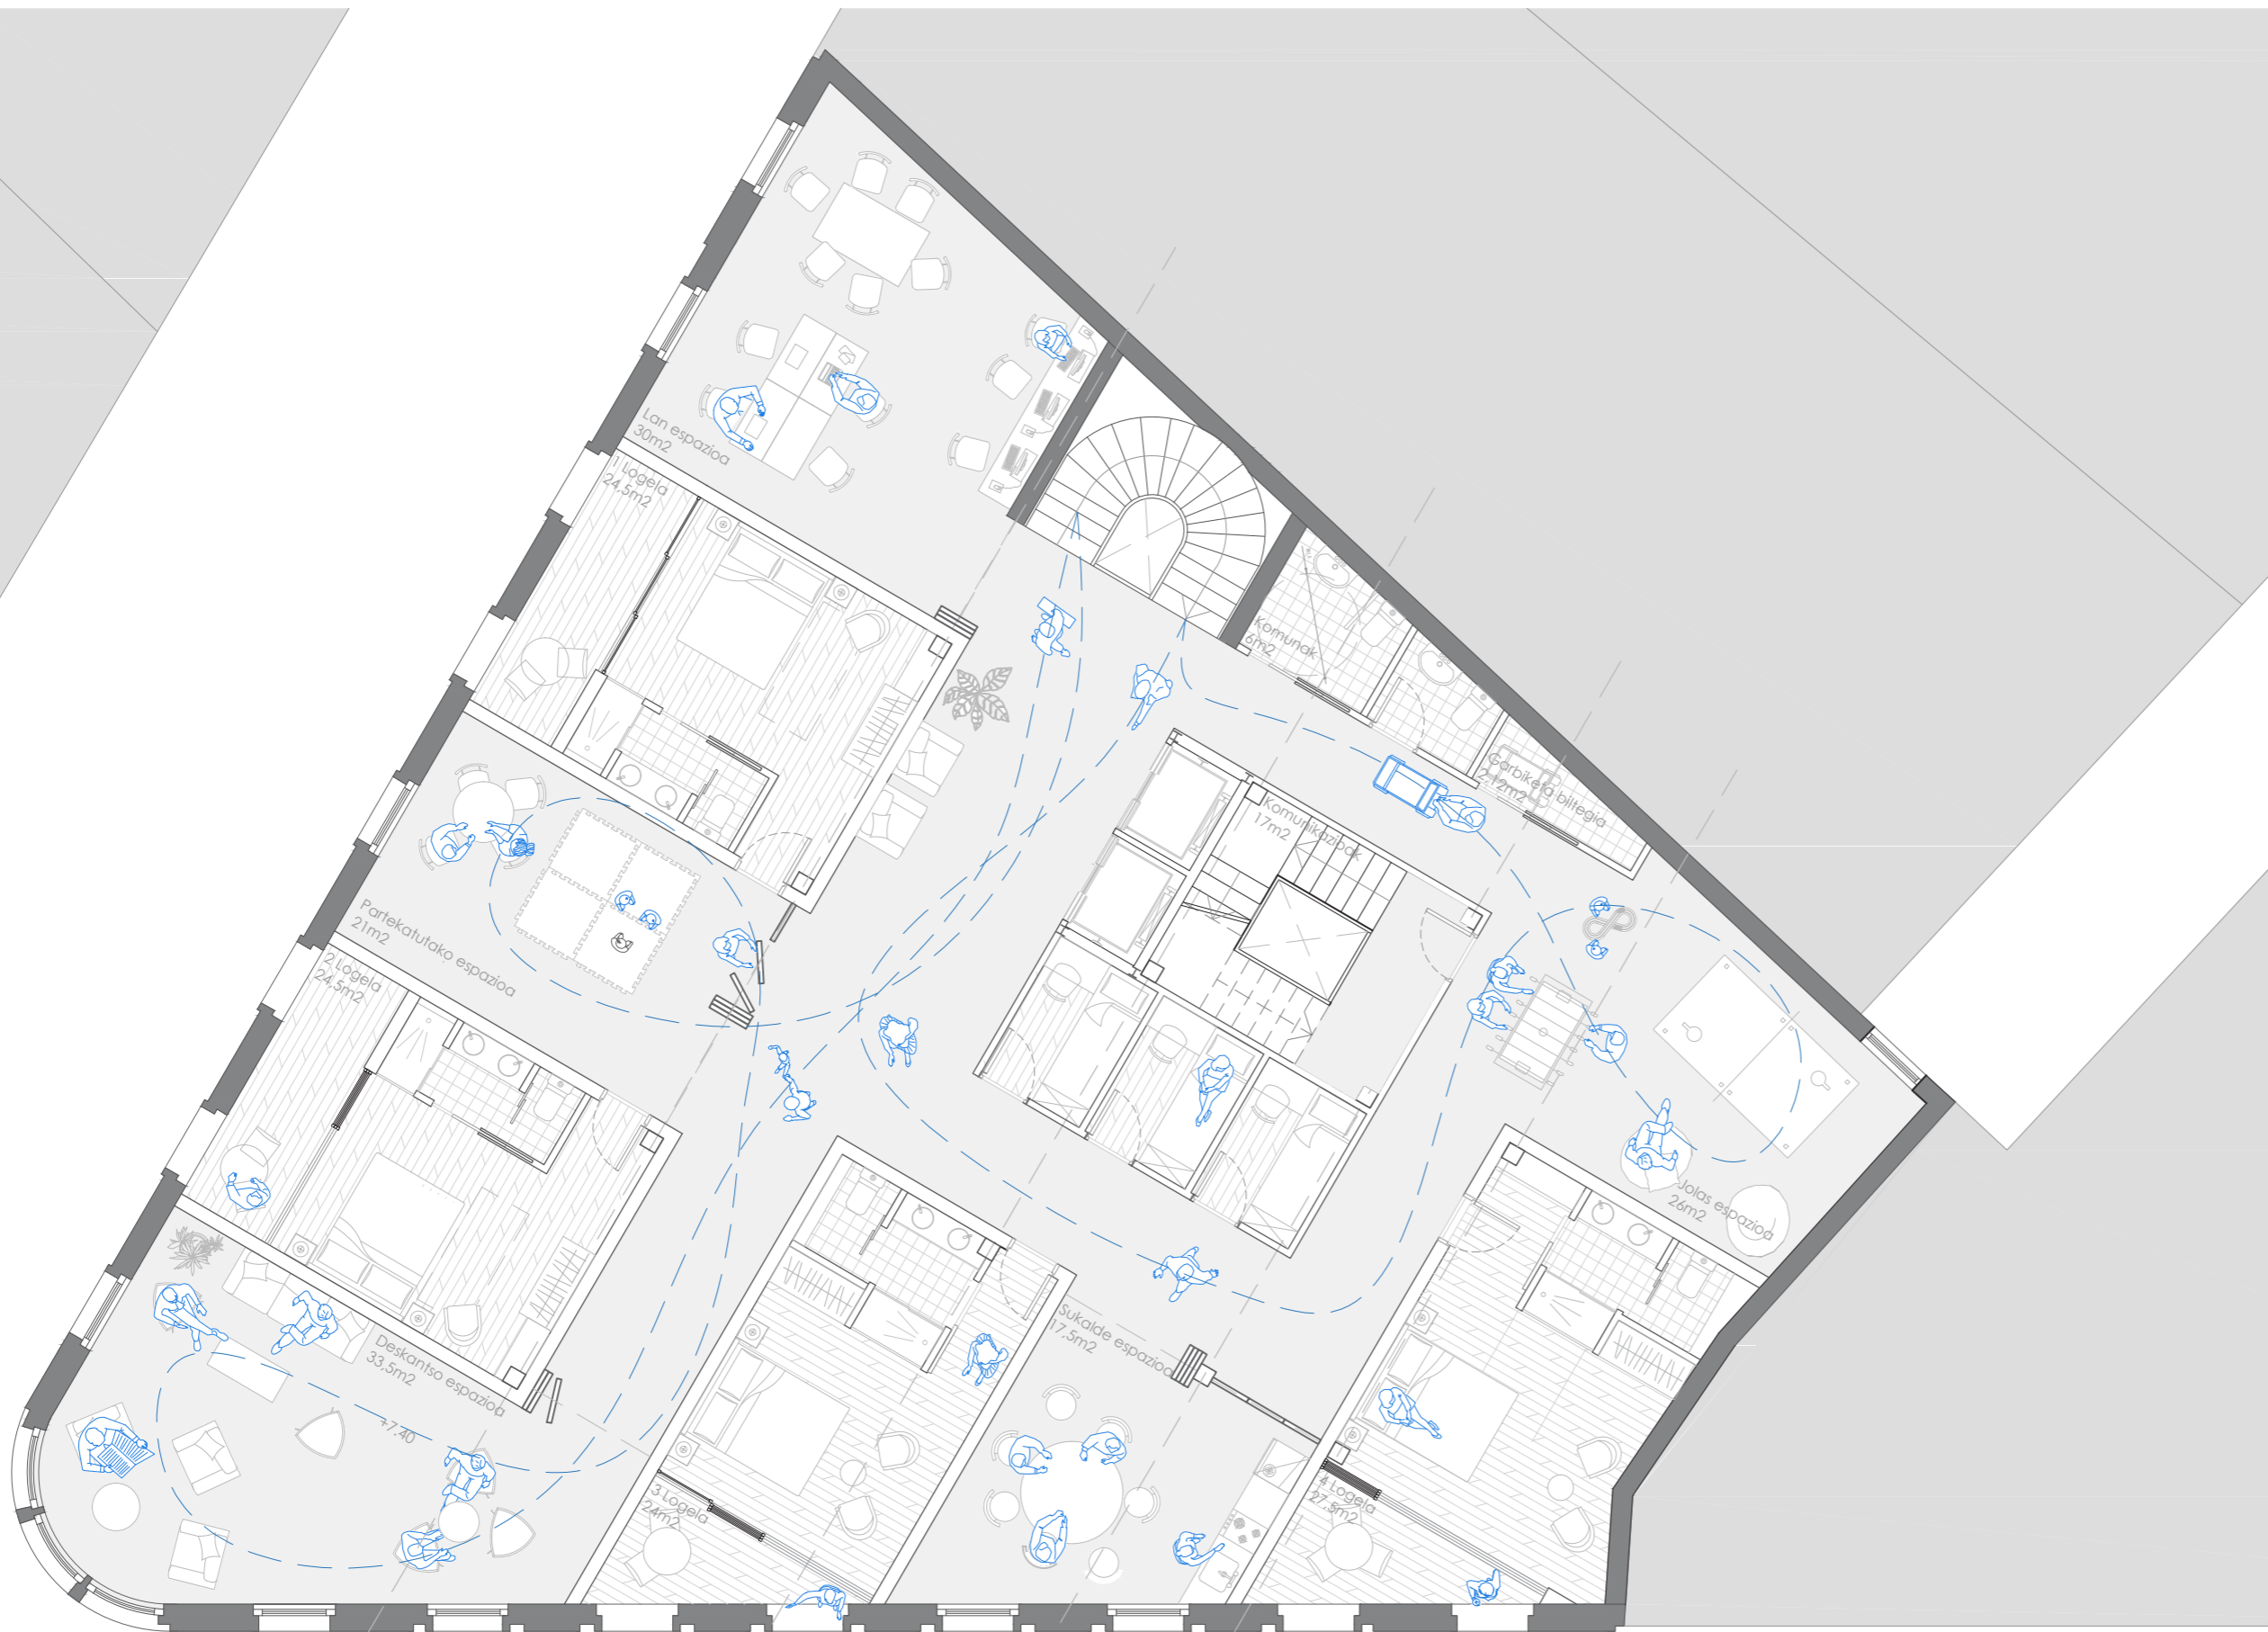 Lan espazioa
30m2
1 Logela
24,5m2
Komunak
6m2
Garbiketa biltegia
2,12m2
Komunikazioak
17m2
Partekatutako espazioa
21m2
2 Logela
24,5m2
Jolas espazioa
26m2
Sukalde espazioa
17,5m2
Deskantso espazioa
33,5m2
+7.40
3 Logela
24m2
4 Logela
27,5m2